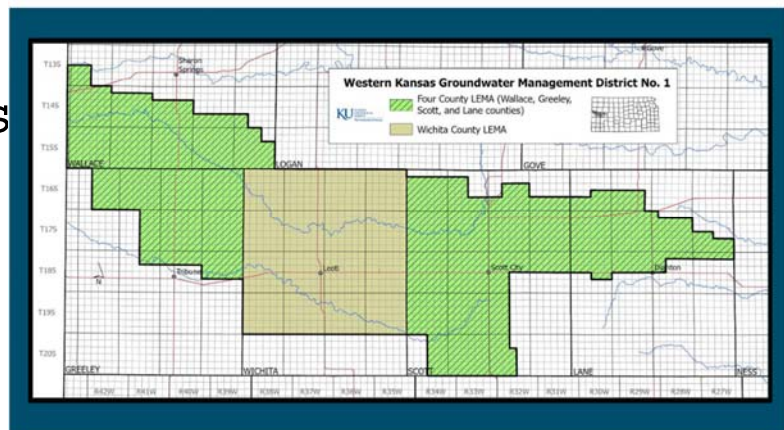 S
T13S
T14S
T15S
T16S
T17S
T18S
T19S
T20S
Sharon
Springs
Gove
Western Kansas Groundwater Management District No. 1
KU
Four County LEMA (Wallace, Greeley,
Scott, and Lane counties)
Wichita County LEMA
WALLACE
LOGAN
GOVE
Tribune
Leoti
Scott City
Dighton
N
GREELEY
WICHITA
SCOTT
LANE
NESS
R42W R41W R40W R39W R38W R37W R36W R35W R33W R32W R31W R30W R29W R28W R27W